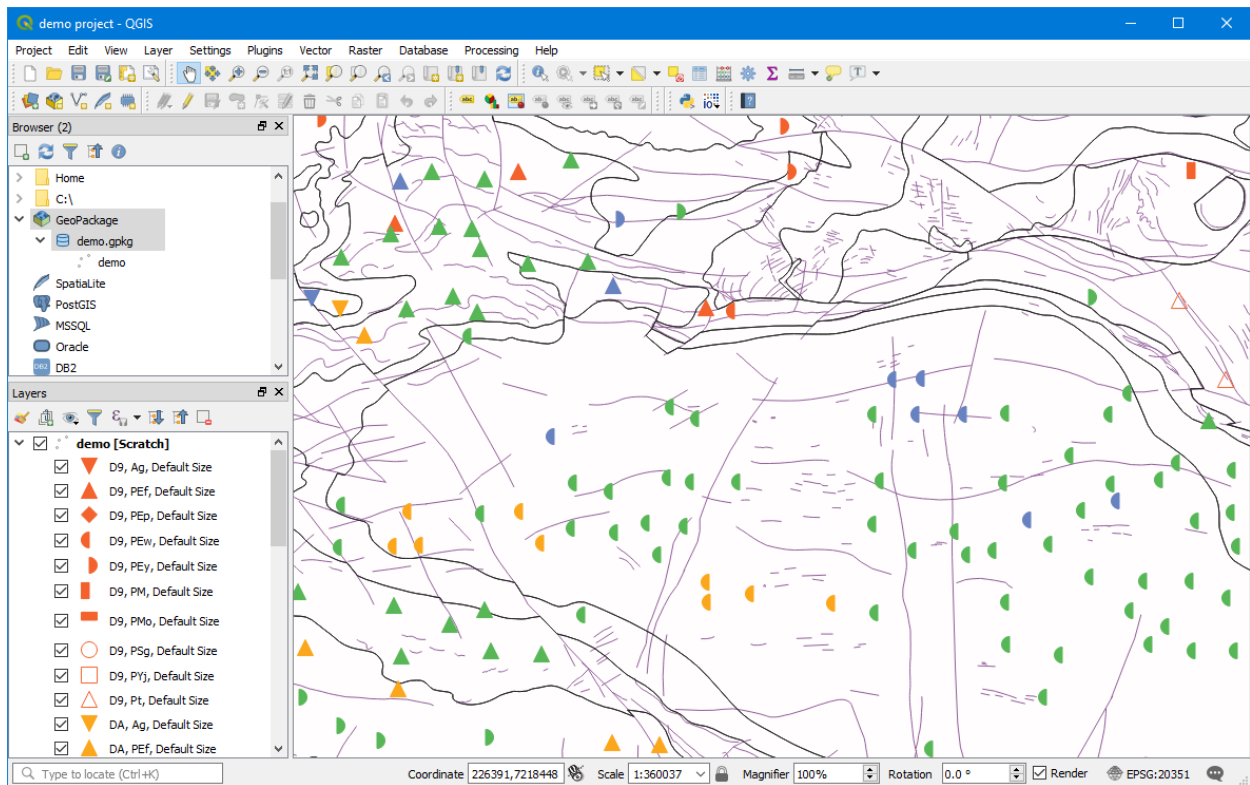 demo project - QGIS
Project Edit View Layer Settings Plugins Vector Raster Database Processing Help
Browser (2)
Home
C:\
GeoPackage
demo.gpkg
demo
SpatiaLite
PostGIS
MSSQL
Oracle
DB2
Layers
demo [Scratch]
D9, Ag, Default Size
D9, PEf, Default Size
D9, PEp, Default Size
D9, PEw, Default Size
D9, PEy, Default Size
D9, PM, Default Size
D9, PMo, Default Size
D9, PSg, Default Size
D9, PYj, Default Size
D9, Pt, Default Size
DA, Ag, Default Size
DA, PEf, Default Size
Type to locate (Ctrl+K) Coordinate 226391,7218448 Scale 1:360037 Magnifier 100% Rotation 0.0 ° Render EPSG:20351